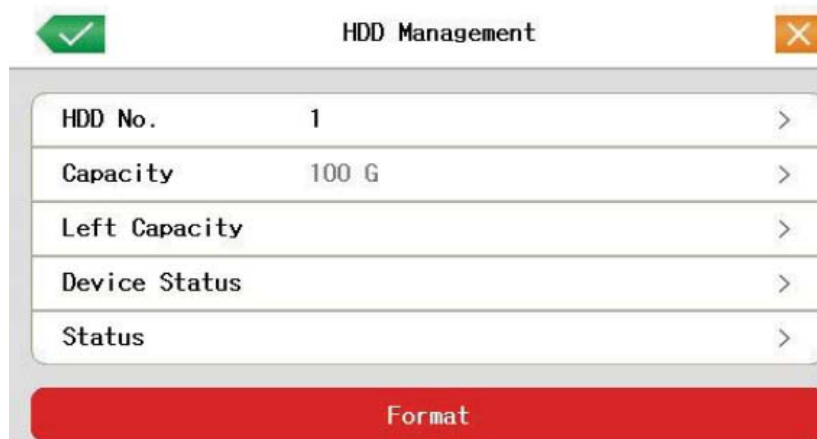 HDD Management
HDD No. 1
Capacity 100 G
Left Capacity
Device Status
Status
Format